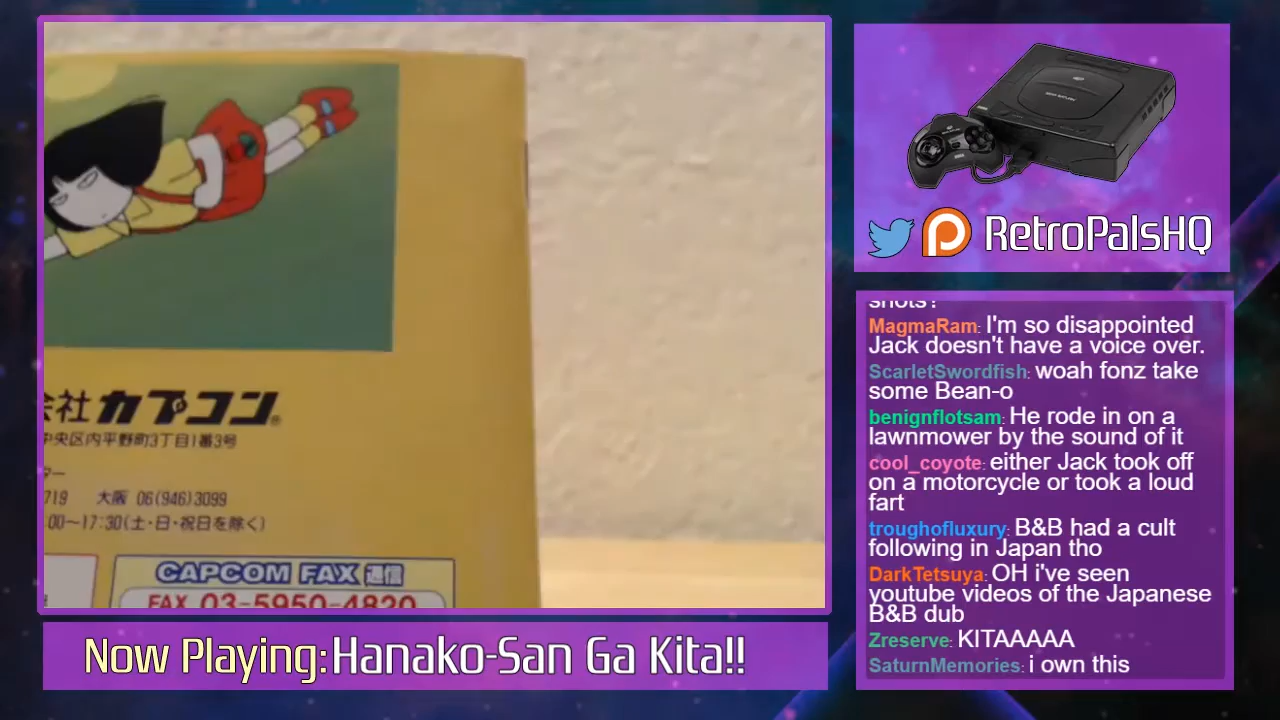 会社カプコン®
中央区内平野町3丁目1番3号
ター
719 大阪 06(946)3099
:00〜17:30(土・日・祝日を除く)
CAPCOM FAX 通信
FAX 03-5950-4820
Now Playing:Hanako-San Ga Kita!!
RetroPalsHQ
shots?
MagmaRam: I'm so disappointed
Jack doesn't have a voice over.
ScarletSwordfish: woah fonz take
some Bean-o
benignflotsam: He rode in on a
lawnmower by the sound of it
cool_coyote: either Jack took off
on a motorcycle or took a loud
fart
troughofluxury: B&B had a cult
following in Japan tho
DarkTetsuya: OH i've seen
youtube videos of the Japanese
B&B dub
Zreserve: KITAAAAA
SaturnMemories: i own this